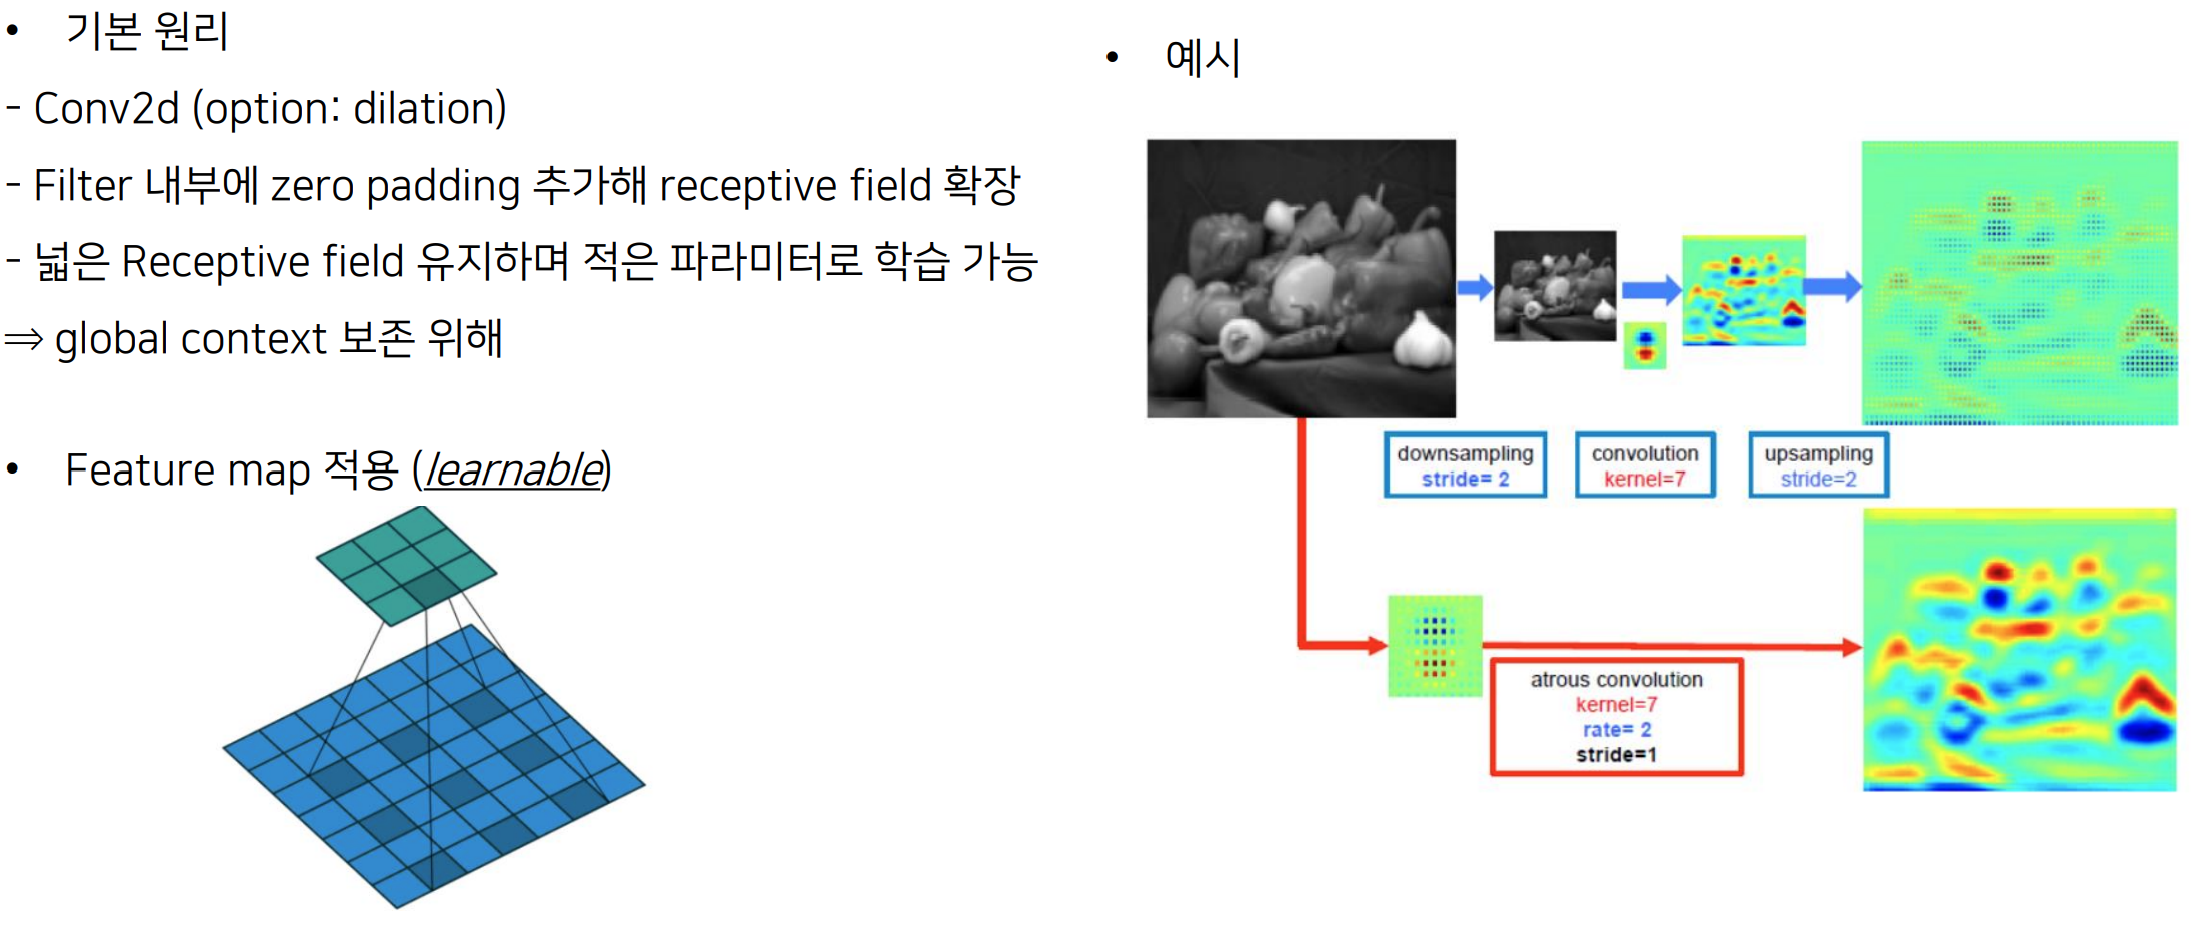 • 기본 원리
- Conv2d (option: dilation)
- Filter 내부에 zero padding 추가해 receptive field 확장
- 넓은 Receptive field 유지하며 적은 파라미터로 학습 가능
⇒ global context 보존 위해
• Feature map 적용 (learnable)
• 예시
downsampling
stride= 2
convolution
kernel=7
upsampling
stride=2
atrous convolution
kernel=7
rate= 2
stride=1